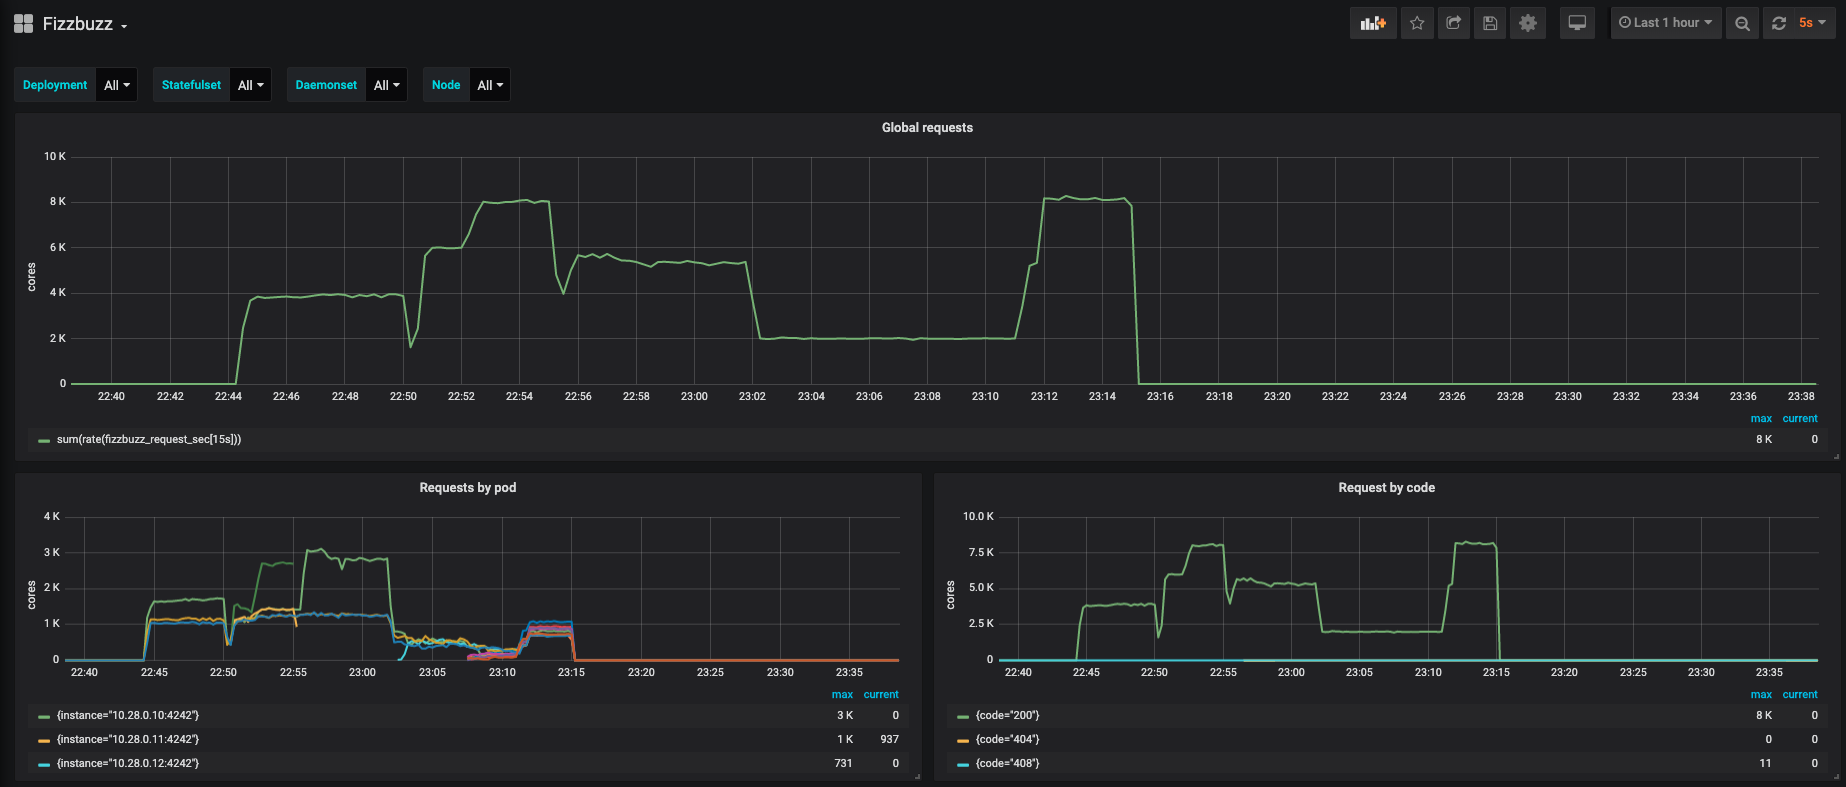 Fizzbuzz
Last 1 hour 5s
Deployment All Statefulset All Daemonset All Node All
Global requests
10 K
8 K
6 K
4 K
2 K
0
cores
22:40 22:42 22:44 22:46 22:48 22:50 22:52 22:54 22:56 22:58 23:00 23:02 23:04 23:06 23:08 23:10 23:12 23:14 23:16 23:18 23:20 23:22 23:24 23:26 23:28 23:30 23:32 23:34 23:36 23:38
max current
sum(rate(fizzbuzz_request_sec[15s])) 8 K 0
Requests by pod
4 K
3 K
2 K
1 K
0
cores
22:40 22:45 22:50 22:55 23:00 23:05 23:10 23:15 23:20 23:25 23:30 23:35
max current
{instance="10.28.0.10:4242"} 3 K 0
{instance="10.28.0.11:4242"} 1 K 937
{instance="10.28.0.12:4242"} 731 0
Request by code
10.0 K
7.5 K
5.0 K
2.5 K
0
cores
22:40 22:45 22:50 22:55 23:00 23:05 23:10 23:15 23:20 23:25 23:30 23:35
max current
{code="200"} 8 K 0
{code="404"} 0 0
{code="408"} 11 0